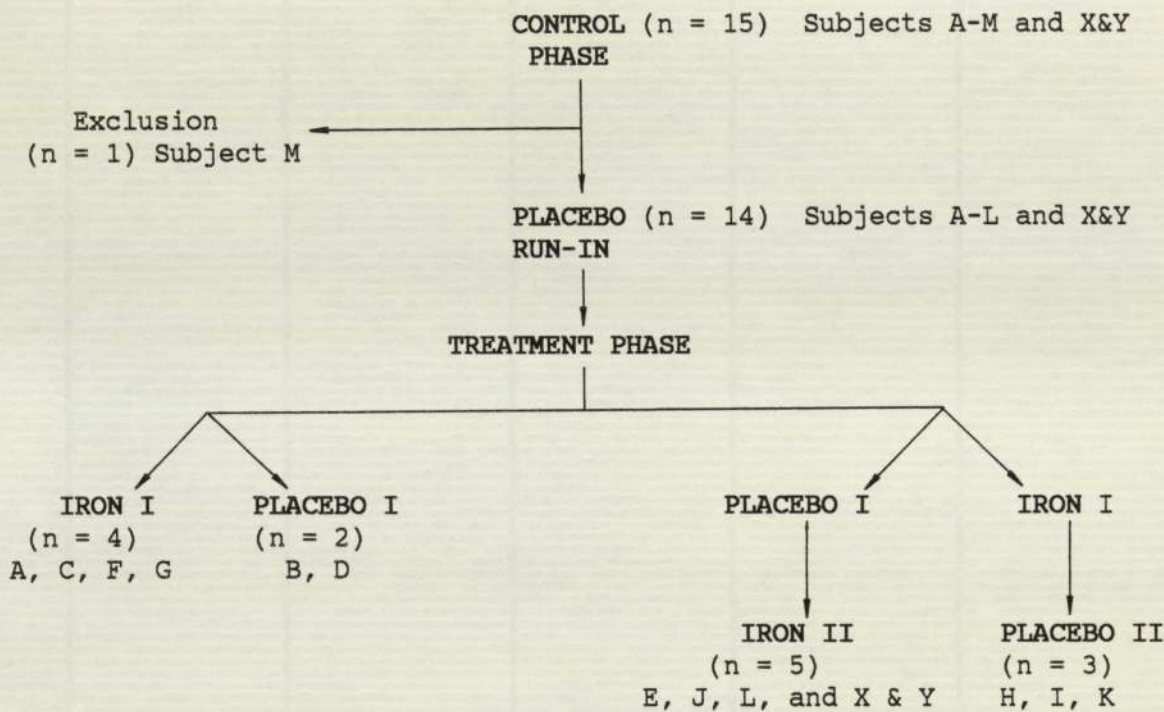 CONTROL (n = 15) Subjects A-M and X&Y
PHASE
Exclusion
(n = 1) Subject M
PLACEBO (n = 14) Subjects A-L and X&Y
RUN-IN
TREATMENT PHASE
IRON I PLACEBO I PLACEBO I IRON I
(n = 4) (n = 2)
A, C, F, G B, D
IRON II PLACEBO II
(n = 5) (n = 3)
E, J, L, and X & Y H, I, K